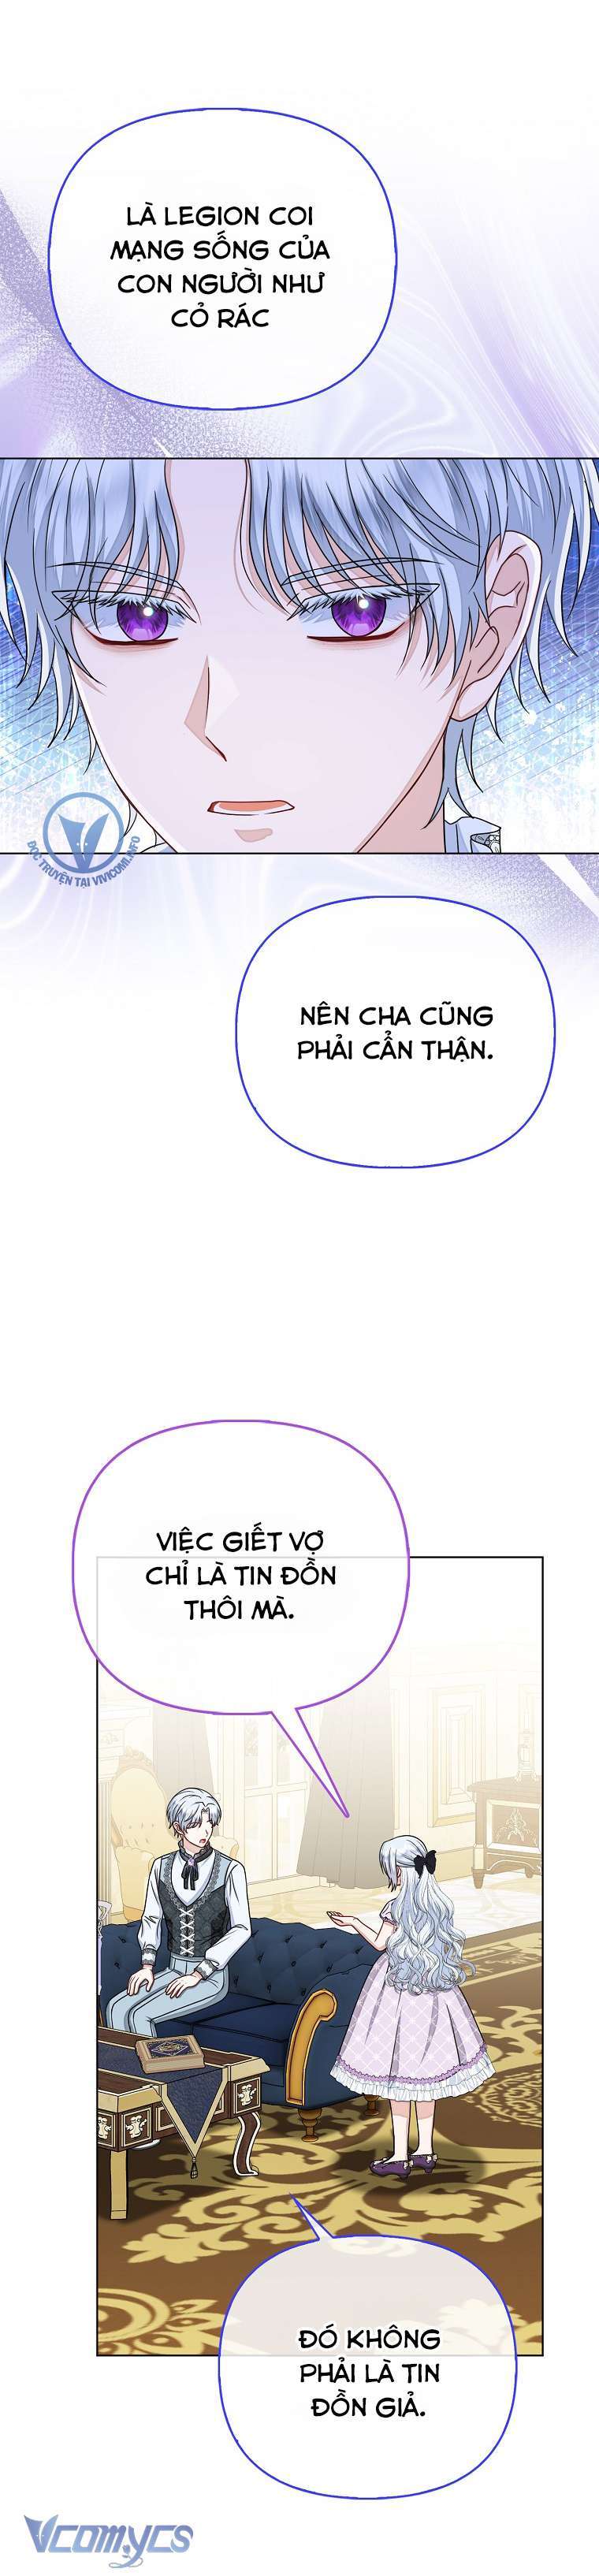 LÀ LEGION COI
MẠNG SỐNG CỦA
CON NGƯỜI NHƯ
CỎ RÁC
ĐỌC TRUYỆN TẠI VIVICOMI.INFO
NÊN CHA CŨNG
PHẢI CẨN THẬN.
VIỆC GIẾT VỢ
CHỈ LÀ TIN ĐỒN
THÔI MÀ.
ĐÓ KHÔNG
PHẢI LÀ TIN
ĐỒN GIẢ.
Vcomycs